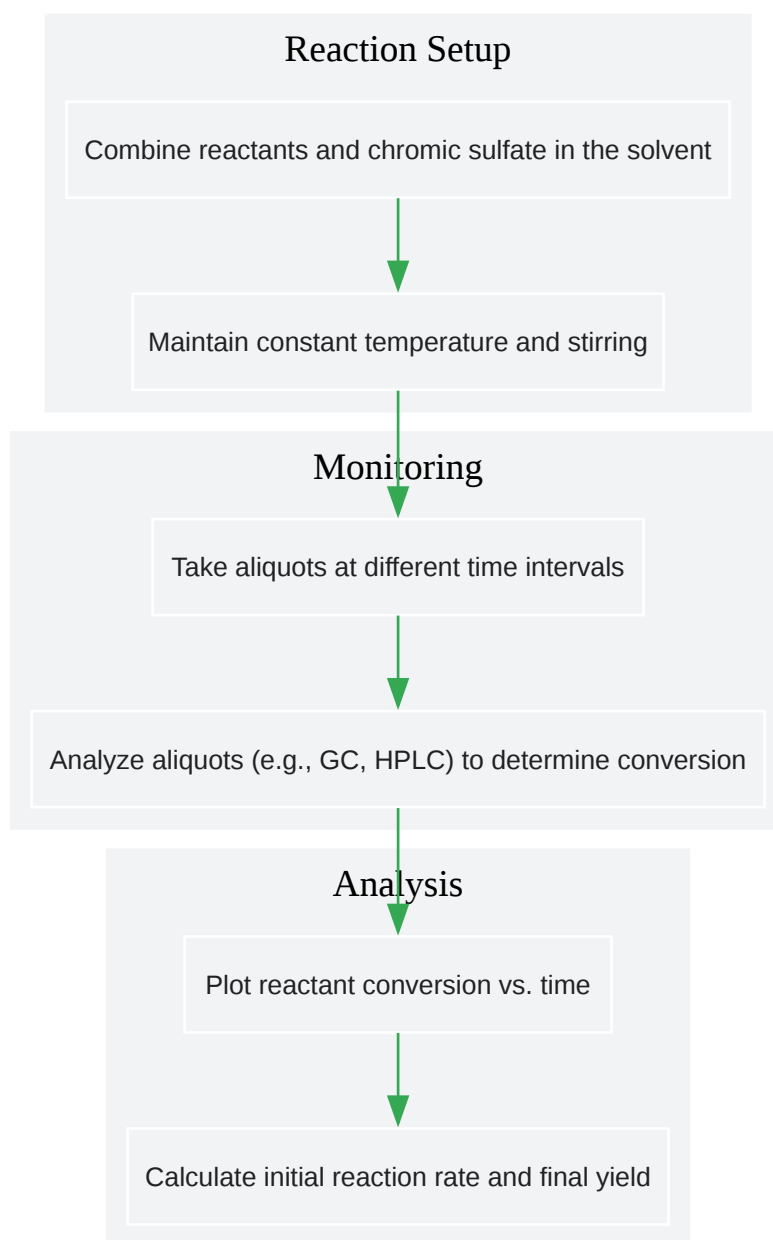 Reaction Setup
Combine reactants and chromic sulfate in the solvent
Maintain constant temperature and stirring
Monitoring
Take aliquots at different time intervals
Analyze aliquots (e.g., GC, HPLC) to determine conversion
Analysis
Plot reactant conversion vs. time
Calculate initial reaction rate and final yield